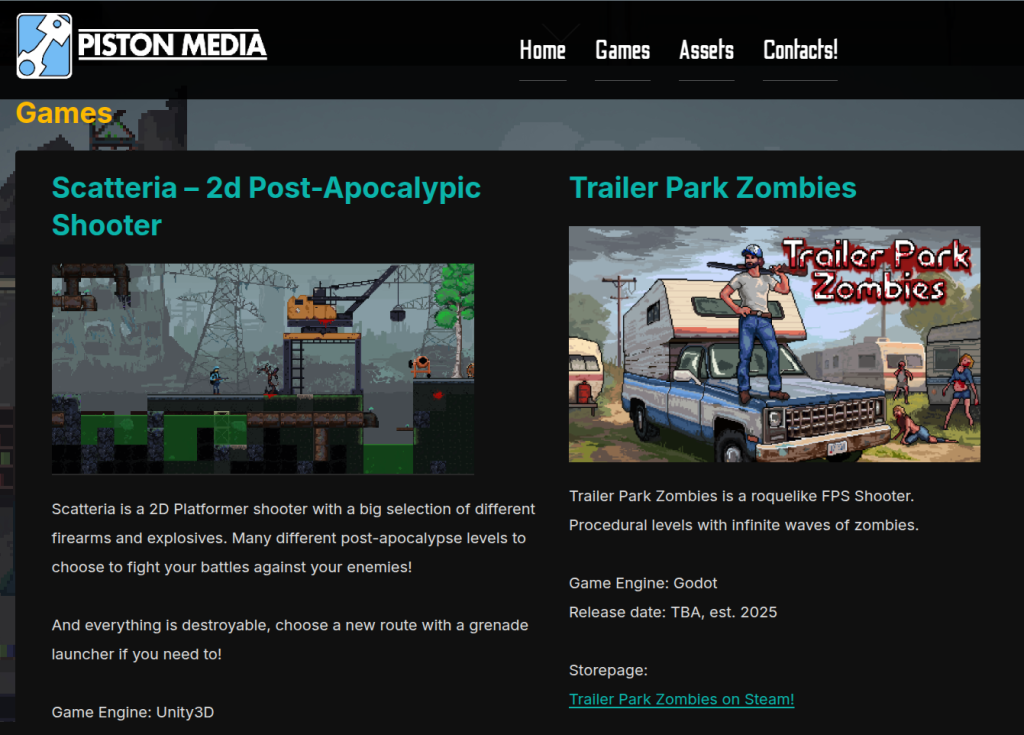 PISTON MEDIA
Home Games Assets Contacts!
Games
Scatteria – 2d Post-Apocalypic
Shooter
Scatteria is a 2D Platformer shooter with a big selection of different
firearms and explosives. Many different post-apocalypse levels to
choose to fight your battles against your enemies!
And everything is destroyable, choose a new route with a grenade
launcher if you need to!
Game Engine: Unity3D
Trailer Park Zombies
Trailer Park
Zombies
Trailer Park Zombies is a roquelike FPS Shooter.
Procedural levels with infinite waves of zombies.
Game Engine: Godot
Release date: TBA, est. 2025
Storepage:
Trailer Park Zombies on Steam!